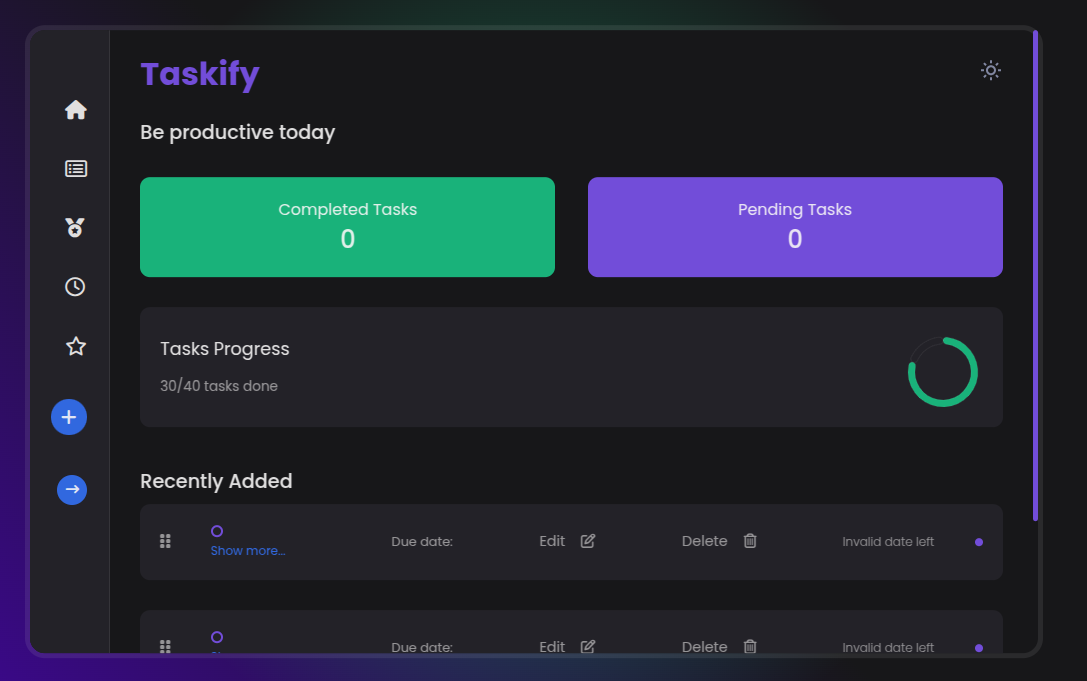 Taskify
Be productive today
Completed Tasks
0
Pending Tasks
0
Tasks Progress
30/40 tasks done
Recently Added
Show more...
Due date:
Edit
Delete
Invalid date left
Due date:
Edit
Delete
Invalid date left